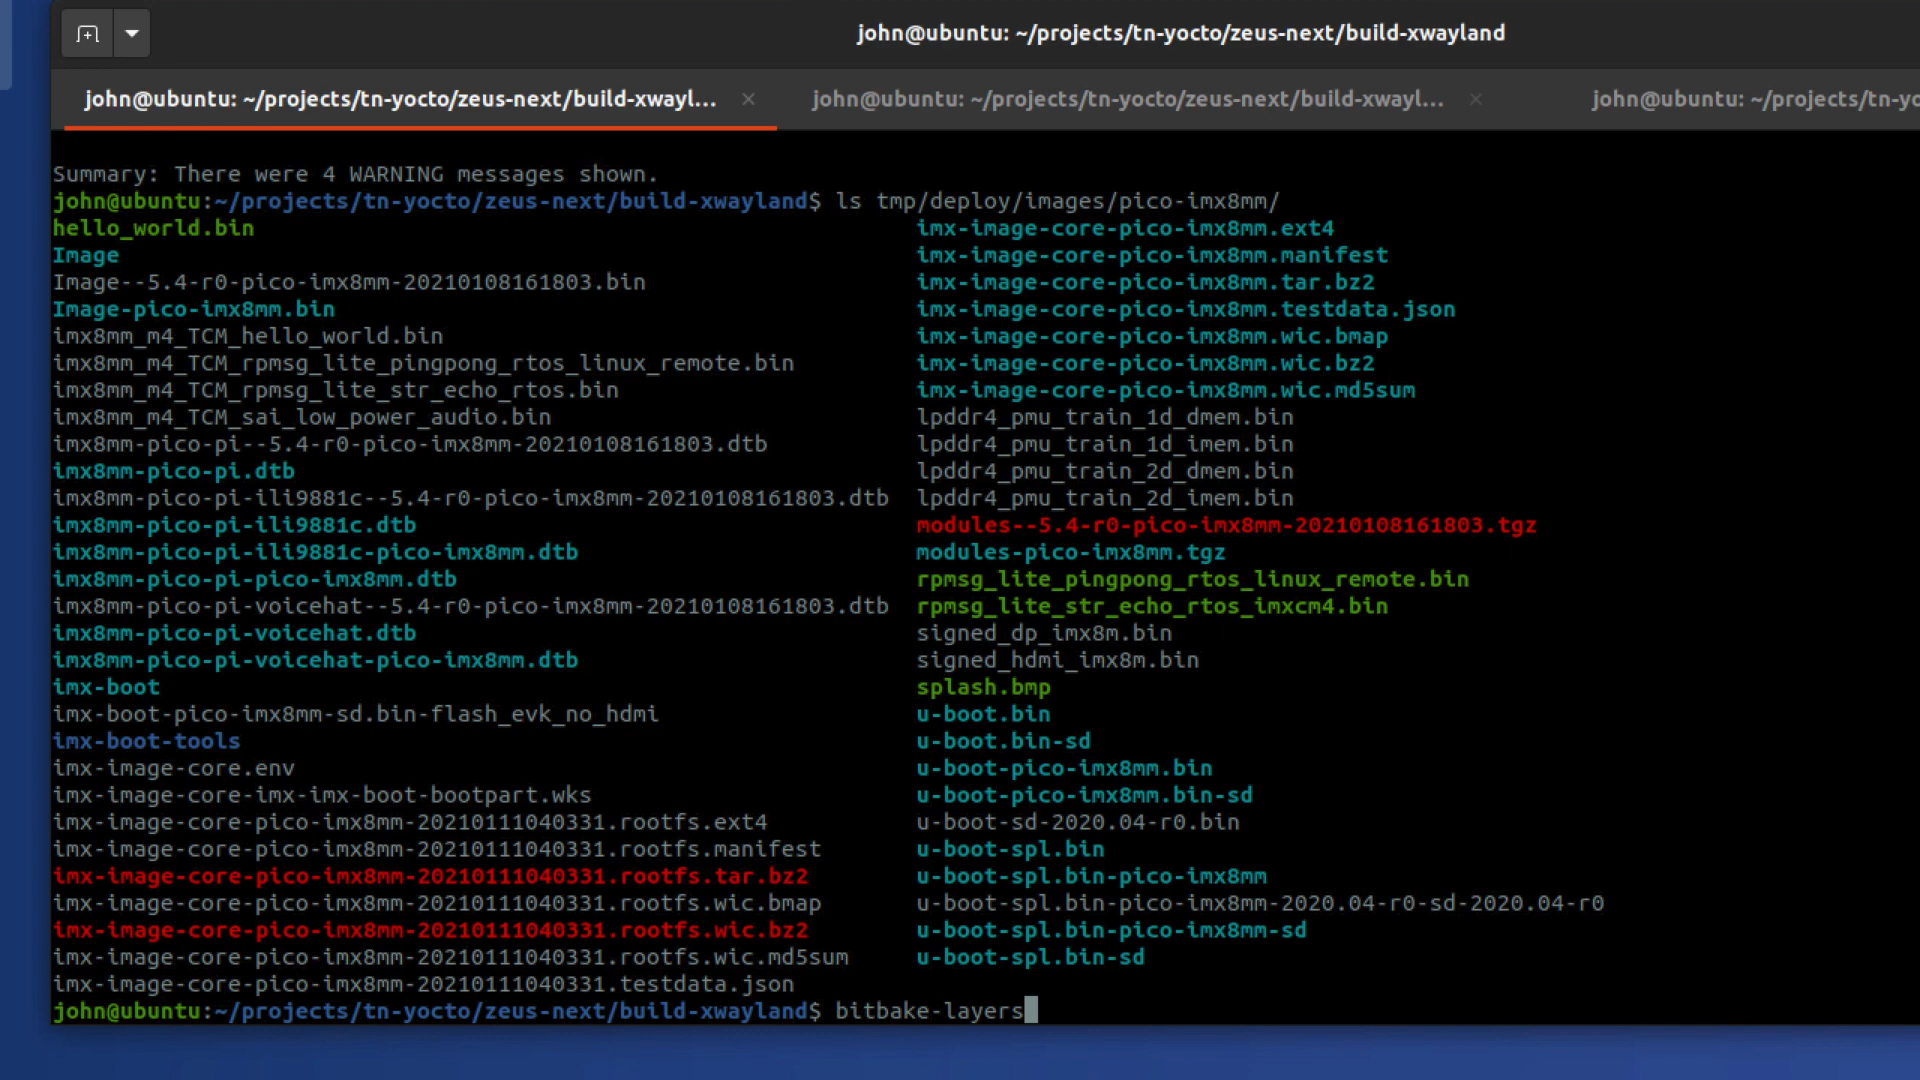 john@ubuntu: ~/projects/tn-yocto/zeus-next/build-xwayland
john@ubuntu: ~/projects/tn-yocto/zeus-next/build-xwayl... × john@ubuntu: ~/projects/tn-yocto/zeus-next/build-xwayl... × john@ubuntu: ~/projects/tn-yo
Summary: There were 4 WARNING messages shown.
john@ubuntu:~/projects/tn-yocto/zeus-next/build-xwayland$ ls tmp/deploy/images/pico-imx8mm/
hello_world.bin imx-image-core-pico-imx8mm.ext4
Image imx-image-core-pico-imx8mm.manifest
Image--5.4-r0-pico-imx8mm-20210108161803.bin imx-image-core-pico-imx8mm.tar.bz2
Image-pico-imx8mm.bin imx-image-core-pico-imx8mm.testdata.json
imx8mm_m4_TCM_hello_world.bin imx-image-core-pico-imx8mm.wic.bmap
imx8mm_m4_TCM_rpmsg_lite_pingpong_rtos_linux_remote.bin imx-image-core-pico-imx8mm.wic.bz2
imx8mm_m4_TCM_rpmsg_lite_str_echo_rtos.bin imx-image-core-pico-imx8mm.wic.md5sum
imx8mm_m4_TCM_sai_low_power_audio.bin lpddr4_pmu_train_1d_dmem.bin
imx8mm-pico-pi--5.4-r0-pico-imx8mm-20210108161803.dtb lpddr4_pmu_train_1d_imem.bin
imx8mm-pico-pi.dtb lpddr4_pmu_train_2d_dmem.bin
imx8mm-pico-pi-ili9881c--5.4-r0-pico-imx8mm-20210108161803.dtb lpddr4_pmu_train_2d_imem.bin
imx8mm-pico-pi-ili9881c.dtb modules--5.4-r0-pico-imx8mm-20210108161803.tgz
imx8mm-pico-pi-ili9881c-pico-imx8mm.dtb modules-pico-imx8mm.tgz
imx8mm-pico-pi-pico-imx8mm.dtb rpmsg_lite_pingpong_rtos_linux_remote.bin
imx8mm-pico-pi-voicehat--5.4-r0-pico-imx8mm-20210108161803.dtb rpmsg_lite_str_echo_rtos_imxcm4.bin
imx8mm-pico-pi-voicehat.dtb signed_dp_imx8m.bin
imx8mm-pico-pi-voicehat-pico-imx8mm.dtb signed_hdmi_imx8m.bin
imx-boot splash.bmp
imx-boot-pico-imx8mm-sd.bin-flash_evk_no_hdmi u-boot.bin
imx-boot-tools u-boot.bin-sd
imx-image-core.env u-boot-pico-imx8mm.bin
imx-image-core-imx-imx-boot-bootpart.wks u-boot-pico-imx8mm.bin-sd
imx-image-core-pico-imx8mm-20210111040331.rootfs.ext4 u-boot-sd-2020.04-r0.bin
imx-image-core-pico-imx8mm-20210111040331.rootfs.manifest u-boot-spl.bin
imx-image-core-pico-imx8mm-20210111040331.rootfs.tar.bz2 u-boot-spl.bin-pico-imx8mm
imx-image-core-pico-imx8mm-20210111040331.rootfs.wic.bmap u-boot-spl.bin-pico-imx8mm-2020.04-r0-sd-2020.04-r0
imx-image-core-pico-imx8mm-20210111040331.rootfs.wic.bz2 u-boot-spl.bin-pico-imx8mm-sd
imx-image-core-pico-imx8mm-20210111040331.rootfs.wic.md5sum u-boot-spl.bin-sd
imx-image-core-pico-imx8mm-20210111040331.testdata.json
john@ubuntu:~/projects/tn-yocto/zeus-next/build-xwayland$ bitbake-layers